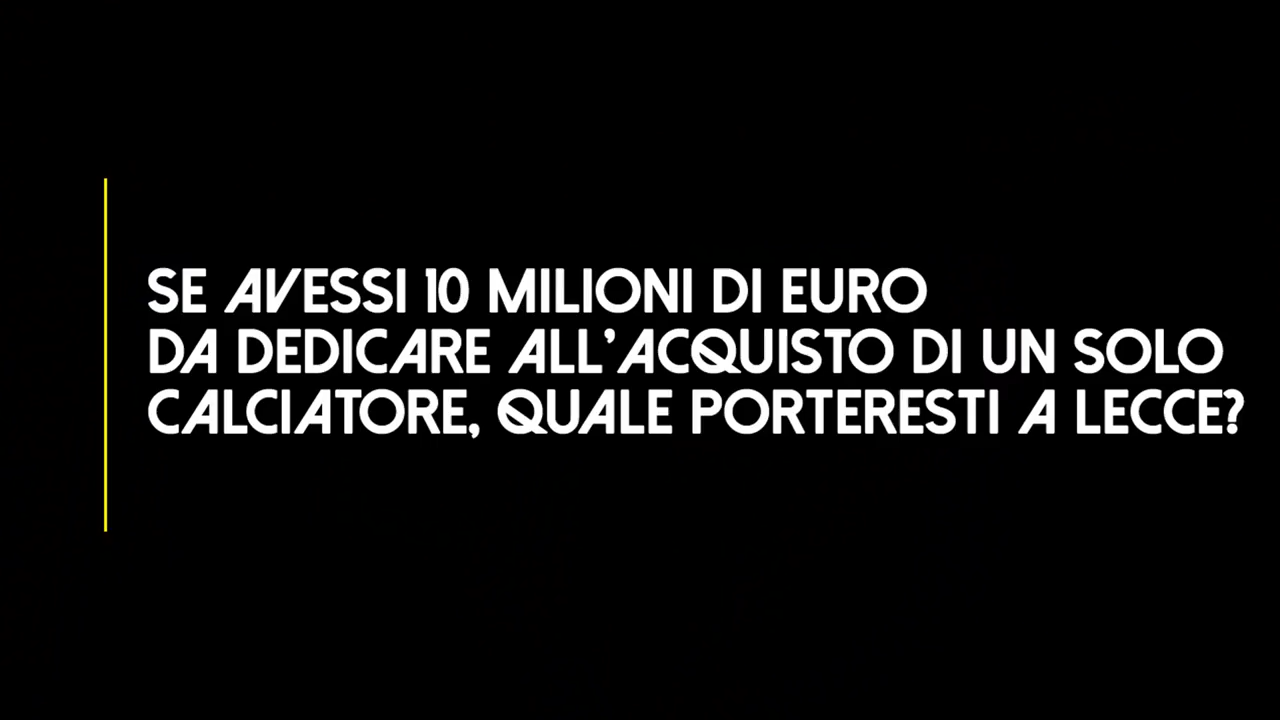 SE AVESSI 10 MILIONI DI EURO
DA DEDICARE ALL'ACQUISTO DI UN SOLO
CALCIATORE, QUALE PORTERESTI A LECCE?